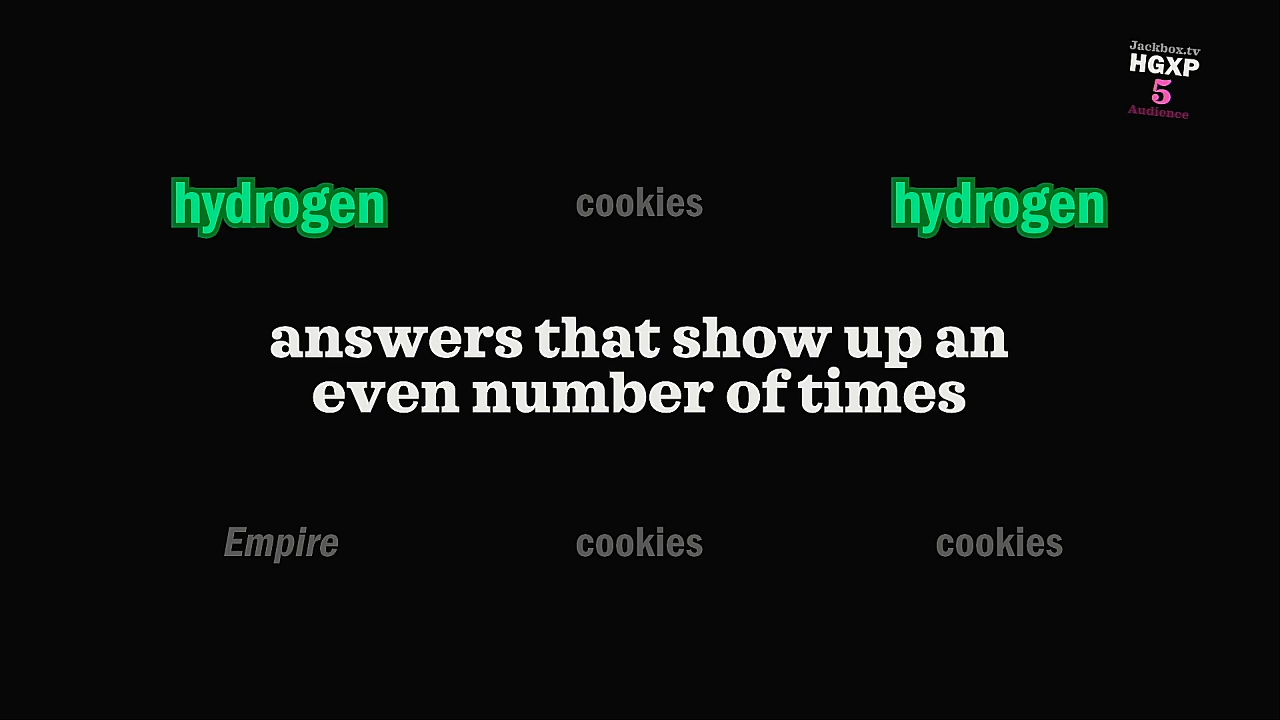 Jackbox.tv
HGXP
5
Audience
hydrogen
cookies
hydrogen
answers that show up an
even number of times
Empire
cookies
cookies